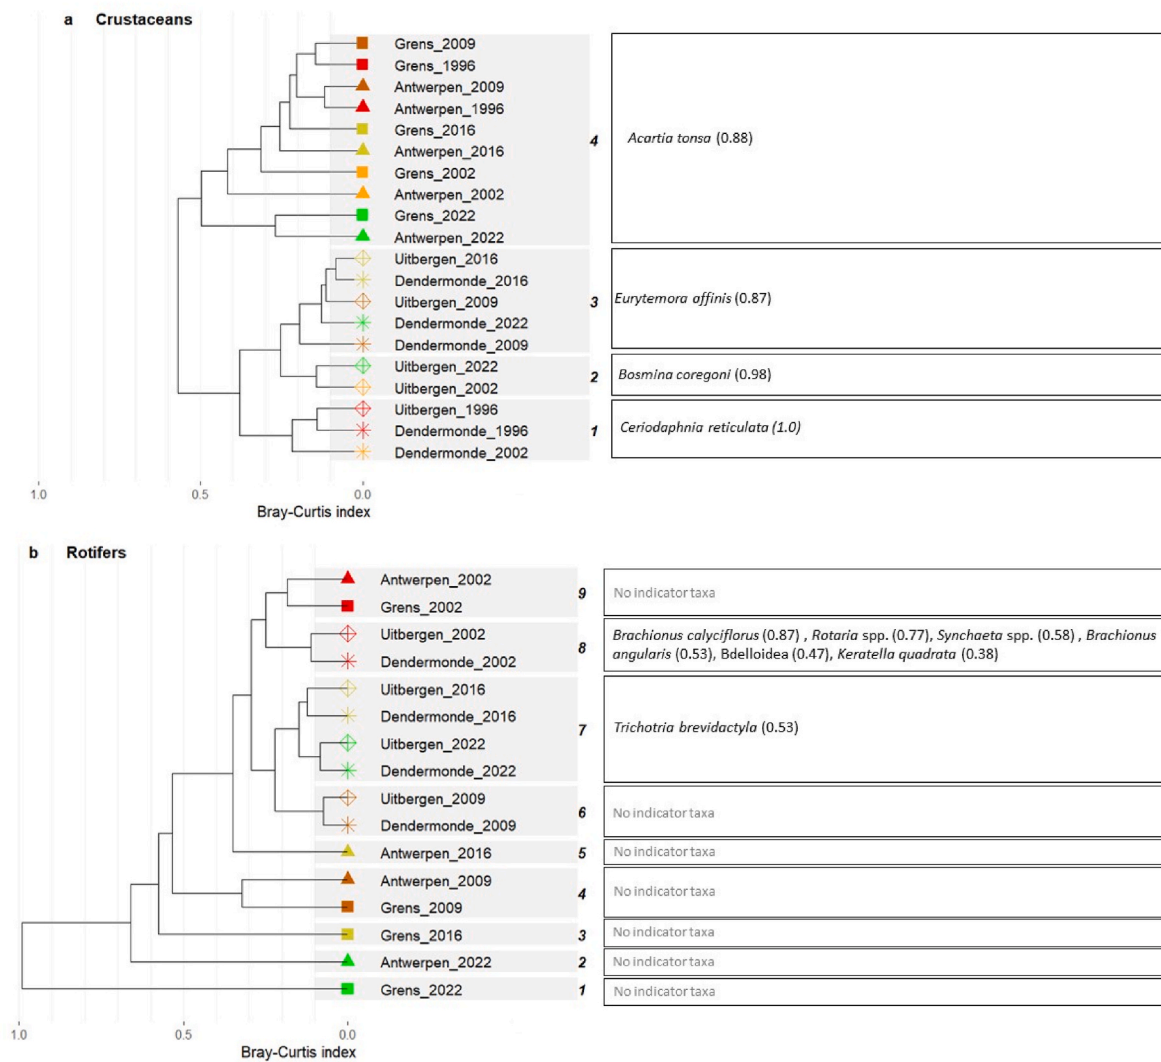 a Crustaceans
Grens_2009
Grens_1996
Antwerpen_2009
Antwerpen_1996
Grens_2016
Antwerpen_2016
Grens_2002
Antwerpen_2002
Grens_2022
Antwerpen_2022
4
Acartia tonsa (0.88)
Uitbergen_2016
Dendermonde_2016
Uitbergen_2009
Dendermonde_2022
Dendermonde_2009
3
Eurytemora affinis (0.87)
Uitbergen_2022
Uitbergen_2002
2
Bosmina coregoni (0.98)
Uitbergen_1996
Dendermonde_1996
Dendermonde_2002
1
Ceriodaphnia reticulata (1.0)
1.0 0.5 0.0
Bray-Curtis index
b Rotifers
Antwerpen_2002
Grens_2002
9
No indicator taxa
Uitbergen_2002
Dendermonde_2002
8
Brachionus calyciflorus (0.87) , Rotaria spp. (0.77), Synchaeta spp. (0.58) , Brachionus
angularis (0.53), Bdelloidea (0.47), Keratella quadrata (0.38)
Uitbergen_2016
Dendermonde_2016
Uitbergen_2022
Dendermonde_2022
7
Trichotria brevidactyla (0.53)
Uitbergen_2009
Dendermonde_2009
6
No indicator taxa
Antwerpen_2016
5
No indicator taxa
Antwerpen_2009
Grens_2009
4
No indicator taxa
Grens_2016
3
No indicator taxa
Antwerpen_2022
2
No indicator taxa
Grens_2022
1
No indicator taxa
1.0 0.5 0.0
Bray-Curtis index